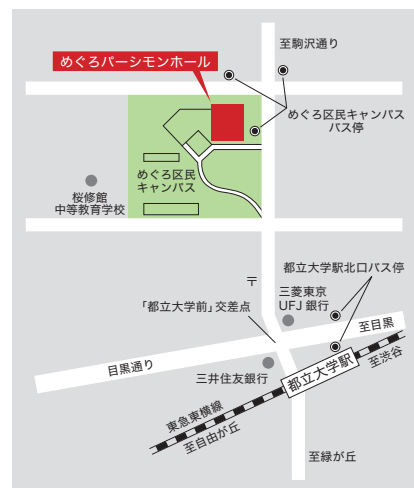 至駒沢通り
めぐろパーシモンホール
めぐろ区民キャンパス
バス停
めぐろ区民
キャンパス
桜修館
中等教育学校
〒
都立大学駅北口バス停
三菱東京
UFJ銀行
「都立大学前」交差点
至目黒
目黒通り
三井住友銀行
都立大学駅
至渋谷
東急東横線
至自由が丘
至緑が丘